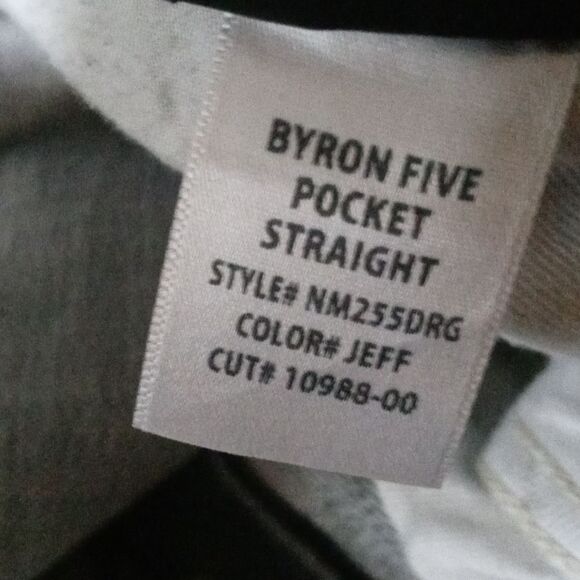 BYRON FIVE
POCKET
STRAIGHT
STYLE# NM255DRG
COLOR# JEFF
CUT# 10988-00